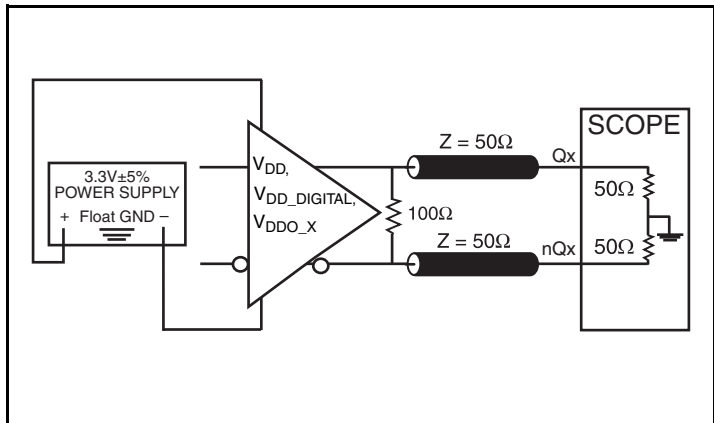 3.3V±5%
POWER SUPPLY
+ Float GND –
VDD,
VDD_DIGITAL,
VDDO_X
100Ω
Z = 50Ω
Z = 50Ω
Qx
nQx
SCOPE
50Ω
50Ω